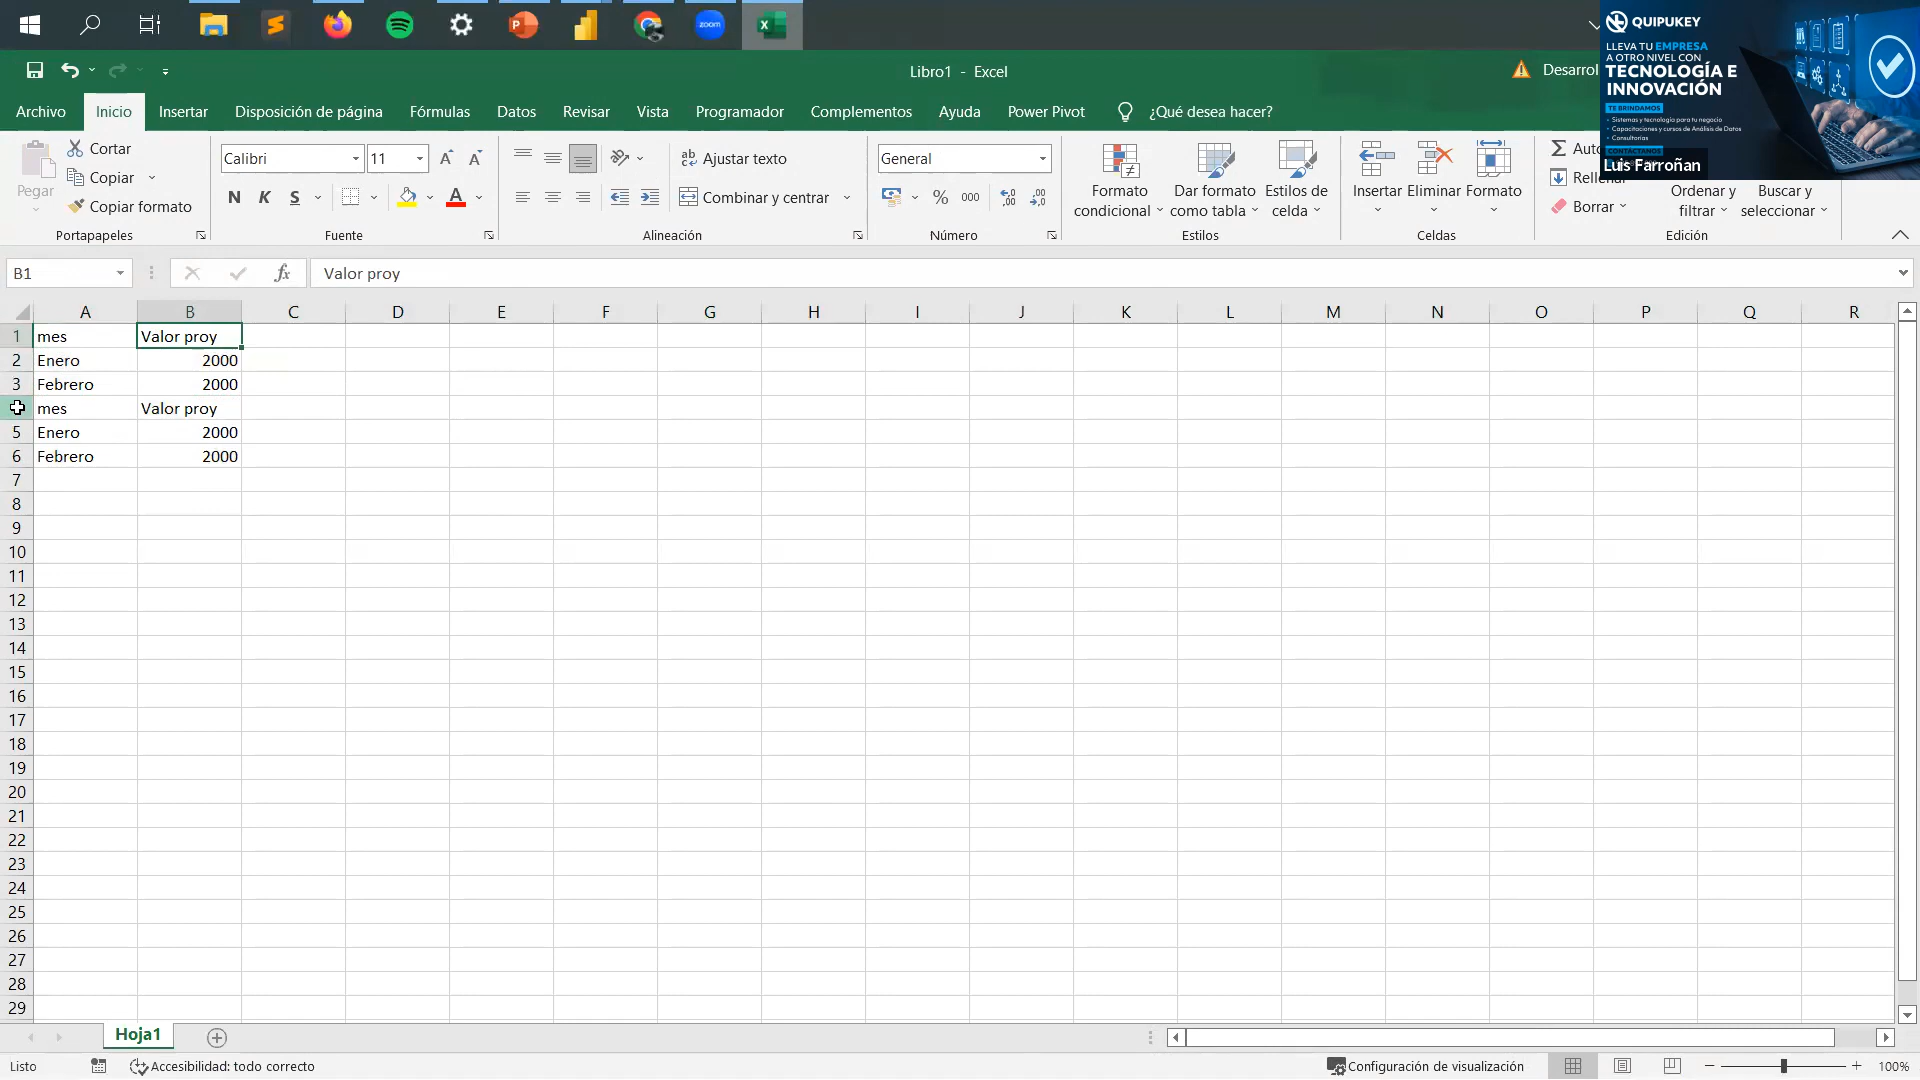 Libro1 - Excel
Desarrol
Archivo Inicio Insertar Disposición de página Fórmulas Datos Revisar Vista Programador Complementos Ayuda Power Pivot ¿Qué desea hacer?
QUIPUKEY
LLEVA TU EMPRESA
A OTRO NIVEL CON
TECNOLOGÍA E
INNOVACIÓN
TE BRINDAMOS
Sistemas y tecnología para tu negocio
Capacitaciones y cursos de Análisis de Datos
Consultorías
CONTÁCTANOS
Luis Farroñan
zoom
Pegar
Cortar
Copiar
Copiar formato
Portapapeles
Calibri 11
N K S
Fuente
Ajustar texto
Combinar y centrar
Alineación
General
% 000
Número
Formato condicional
Dar formato como tabla
Estilos de celda
Estilos
Insertar Eliminar Formato
Celdas
Borrar
Ordenar y filtrar
Buscar y seleccionar
Edición
B1 fx Valor proy
A B C D E F G H I J K L M N O P Q R
1 mes Valor proy
2 Enero 2000
3 Febrero 2000
mes Valor proy
5 Enero 2000
6 Febrero 2000
7
8
9
10
11
12
13
14
15
16
17
18
19
20
21
22
23
24
25
26
27
28
29
Hoja1
Listo Accesibilidad: todo correcto Configuración de visualización 100%